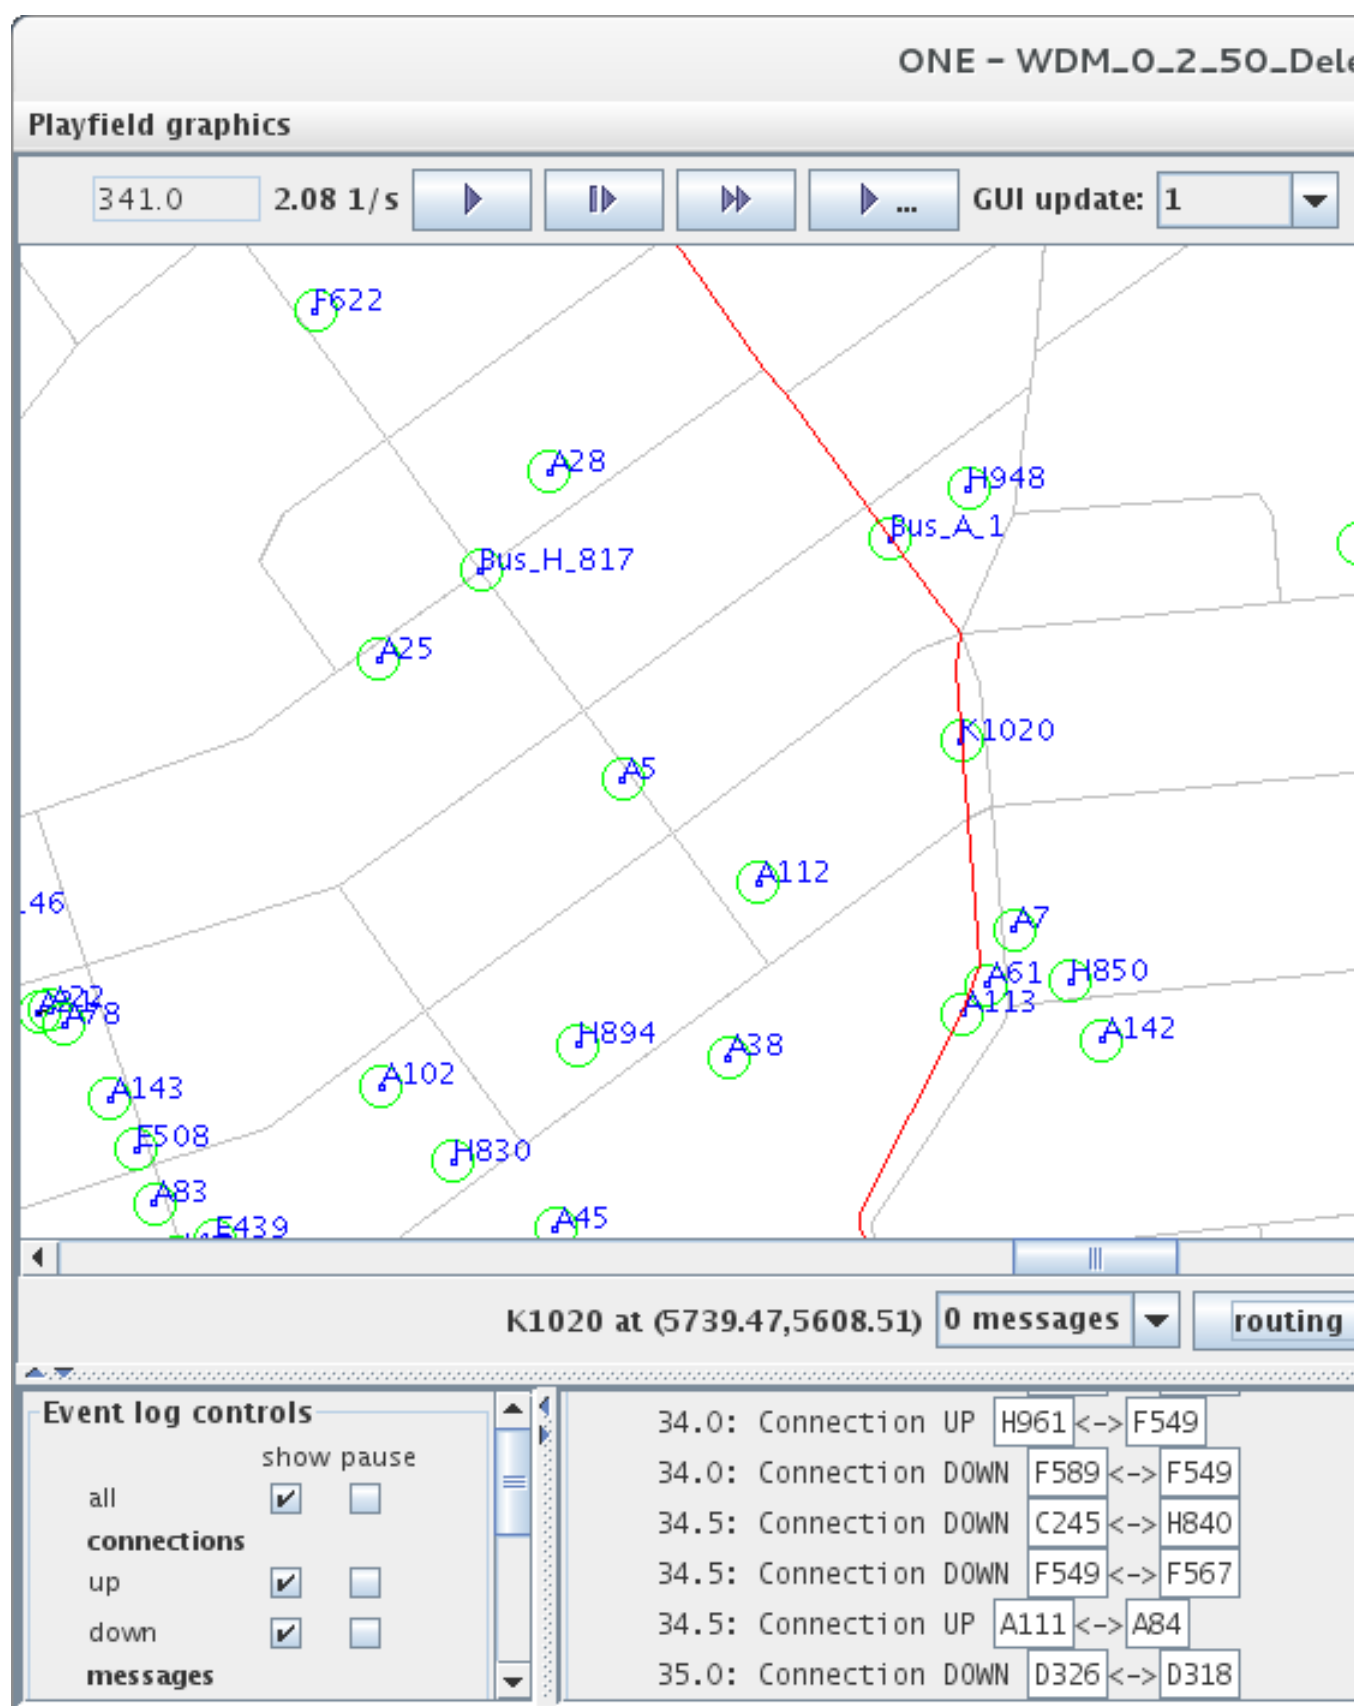 ONE – WDM_0_2_50_Dele
Playfield graphics
341.0 2.08 1/s ... GUI update: 1
F622
A28
H948
Bus_A_1
Bus_H_817
A25
K1020
A5
A112
_46
A7
A61
H850
A22
A113
A78
A142
H894
A38
A102
A143
E508
H830
A83
A45
E439
K1020 at (5739.47,5608.51) 0 messages routing
Event log controls
show pause
all
connections
up
down
messages
34.0: Connection UP H961<->F549
34.0: Connection DOWN F589<->F549
34.5: Connection DOWN C245<->H840
34.5: Connection DOWN F549<->F567
34.5: Connection UP A111<->A84
35.0: Connection DOWN D326<->D318